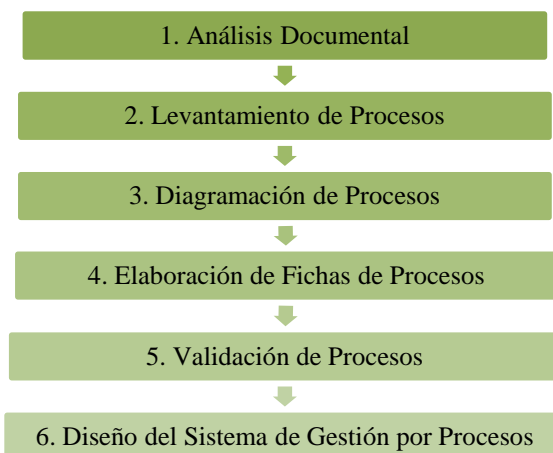 1. Análisis Documental
2. Levantamiento de Procesos
3. Diagramación de Procesos
4. Elaboración de Fichas de Procesos
5. Validación de Procesos
6. Diseño del Sistema de Gestión por Procesos